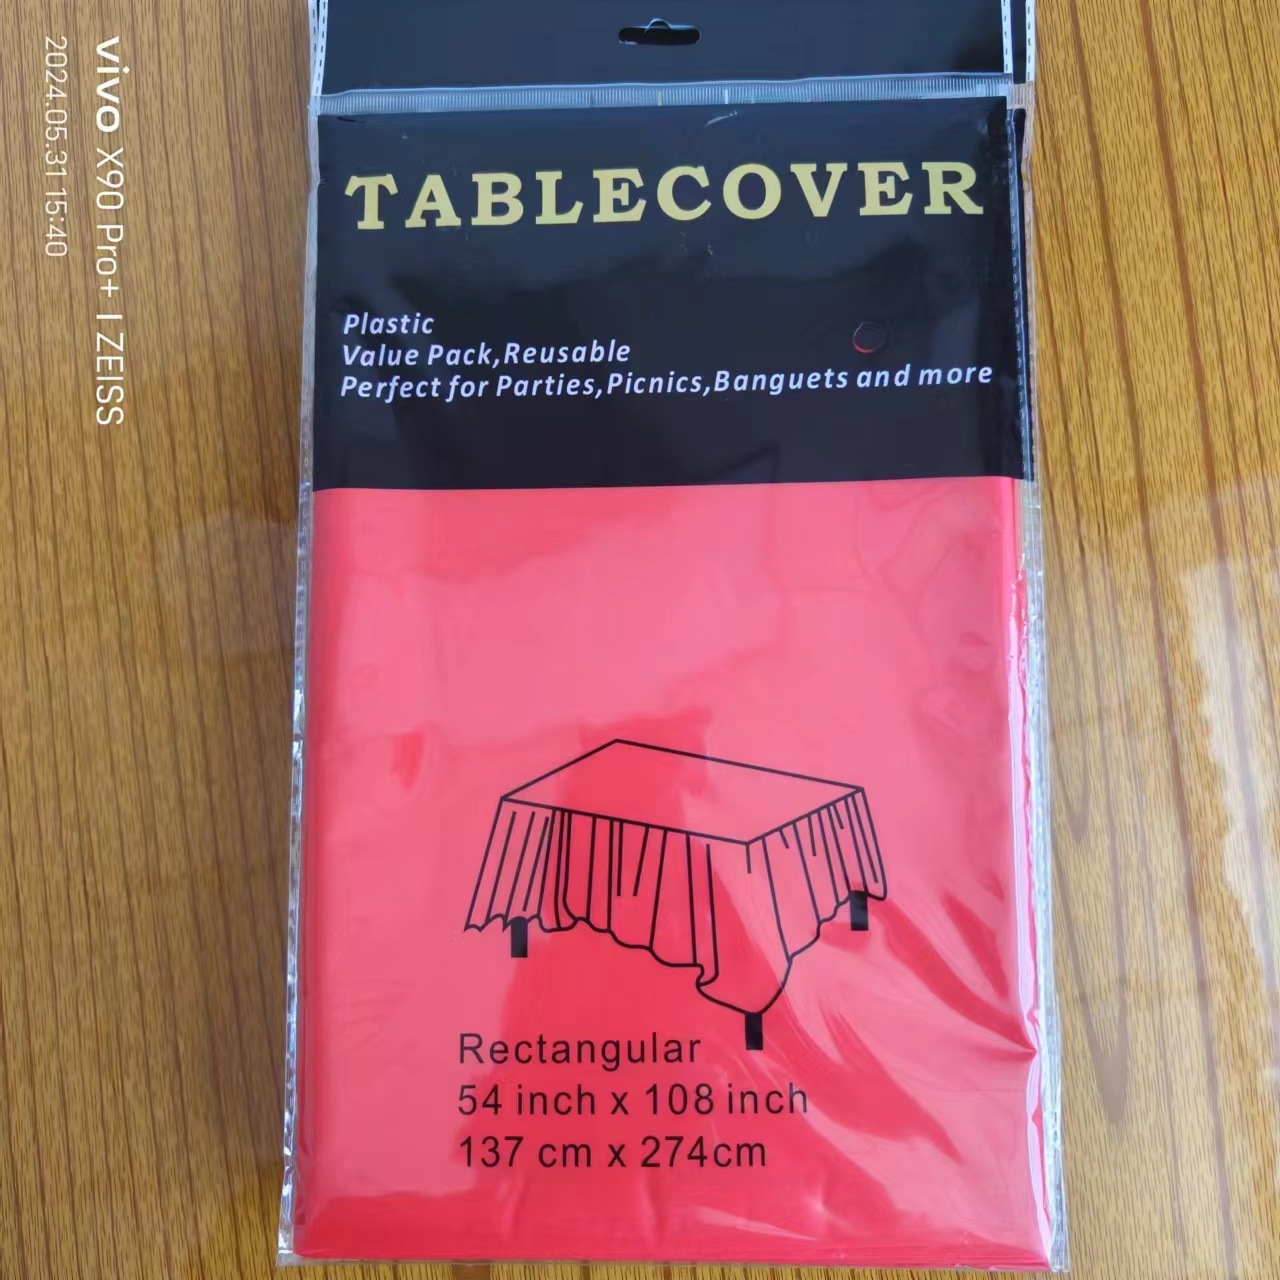 TABLECOVER
Plastic
Value Pack,Reusable
Perfect for Parties,Picnics,Banguets and more
Rectangular
54 inch x 108 inch
137 cm x 274cm
vivo X90 Pro+ | ZEISS
2024.05.31 15:40